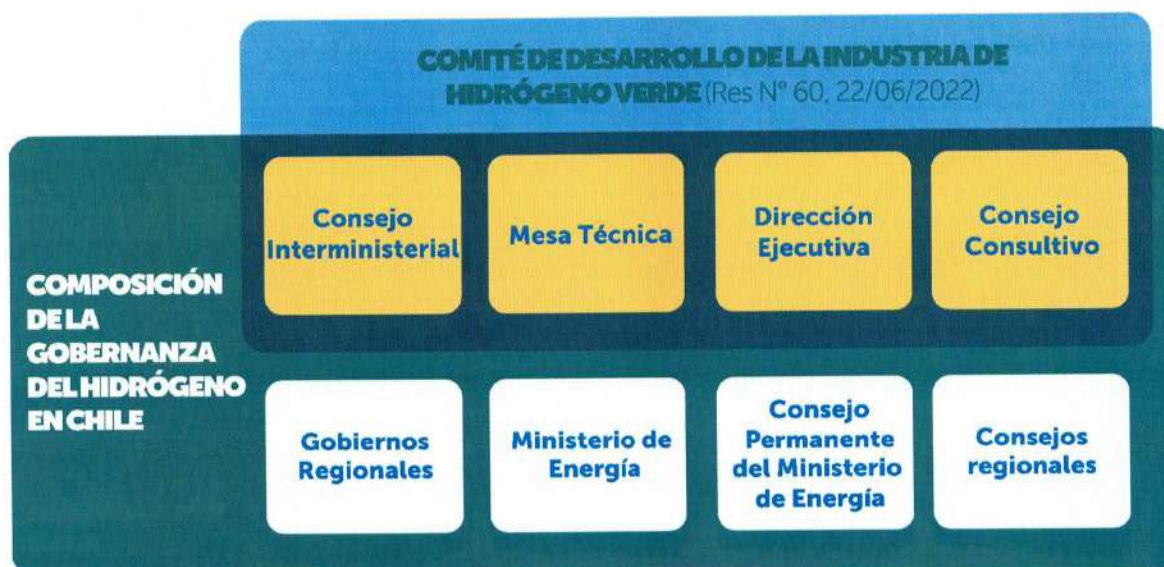 COMITÉ DE DESARROLLO DE LA INDUSTRIA DE
HIDRÓGENO VERDE (Res N° 60, 22/06/2022)
Consejo
Interministerial
Mesa Técnica
Dirección
Ejecutiva
Consejo
Consultivo
COMPOSICIÓN
DE LA
GOBERNANZA
DEL HIDRÓGENO
EN CHILE
Gobiernos
Regionales
Ministerio de
Energía
Consejo
Permanente
del Ministerio
de Energía
Consejos
regionales